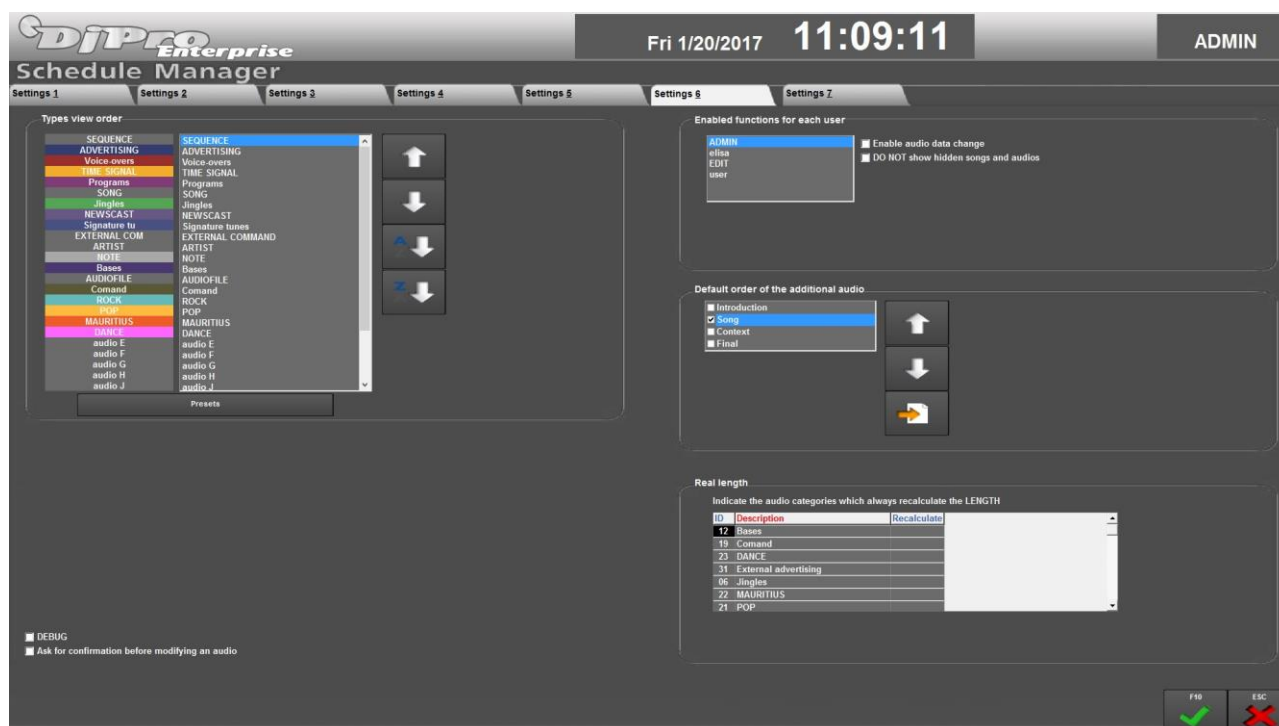 DjPro
Enterprise
Fri 1/20/2017 11:09:11 ADMIN
Schedule Manager
Settings 1 Settings 2 Settings 3 Settings 4 Settings 5 Settings 6 Settings 7
Types view order
SEQUENCE SEQUENCE
ADVERTISING ADVERTISING
Voice-overs Voice-overs
TIME SIGNAL TIME SIGNAL
Programs Programs
SONG SONG
Jingles Jingles
NEWSCAST NEWSCAST
Signature tu Signature tunes
EXTERNAL COM EXTERNAL COMMAND
ARTIST ARTIST
NOTE NOTE
Bases Bases
AUDIOFILE AUDIOFILE
Comand Comand
ROCK ROCK
POP POP
MAURITIUS MAURITIUS
DANCE DANCE
audio E audio E
audio F audio F
audio G audio G
audio H audio H
audio J audio J
Presets
A
Z
DEBUG
Ask for confirmation before modifying an audio
Enabled functions for each user
ADMIN
elisa
EDIT
user
Enable audio data change
DO NOT show hidden songs and audios
Default order of the additional audio
Introduction
Song
Context
Final
Real length
Indicate the audio categories which always recalculate the LENGTH
ID Description Recalculate
12 Bases
19 Comand
23 DANCE
31 External advertising
06 Jingles
22 MAURITIUS
21 POP
F10 ESC